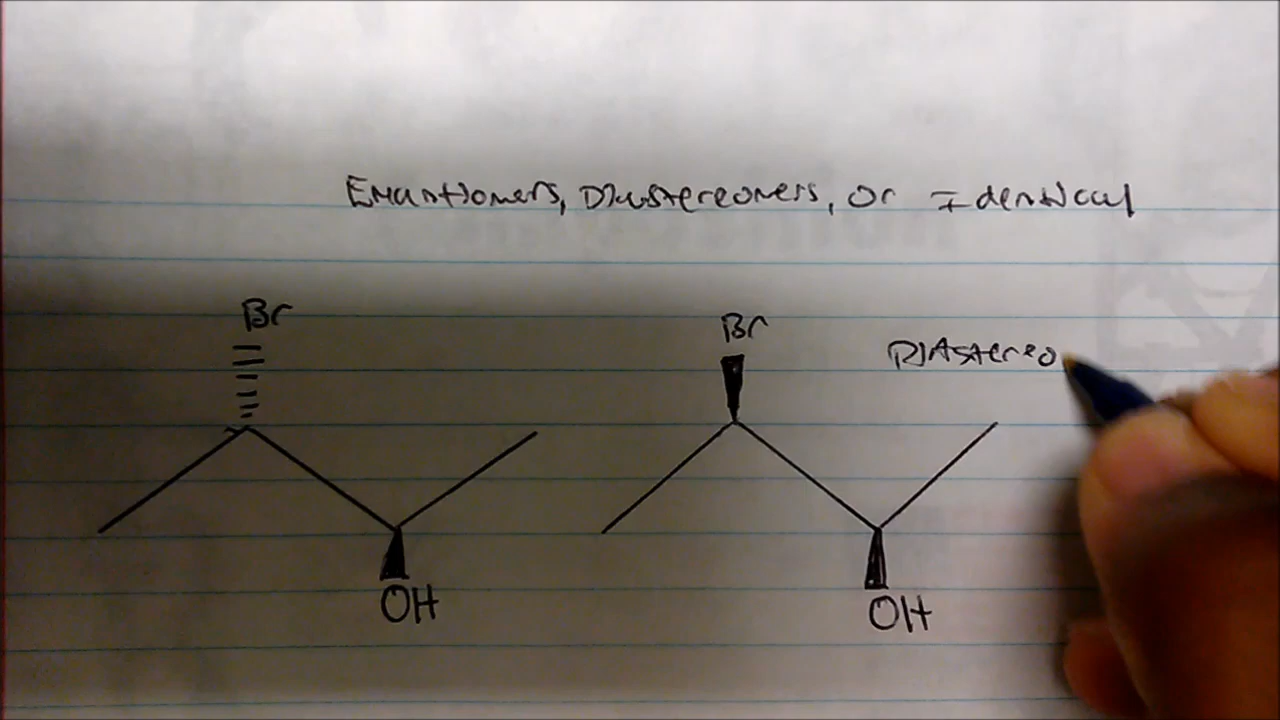 Enantiomers, Diastereomers, or Identical
Br
Br
DiAstereo
OH
OH